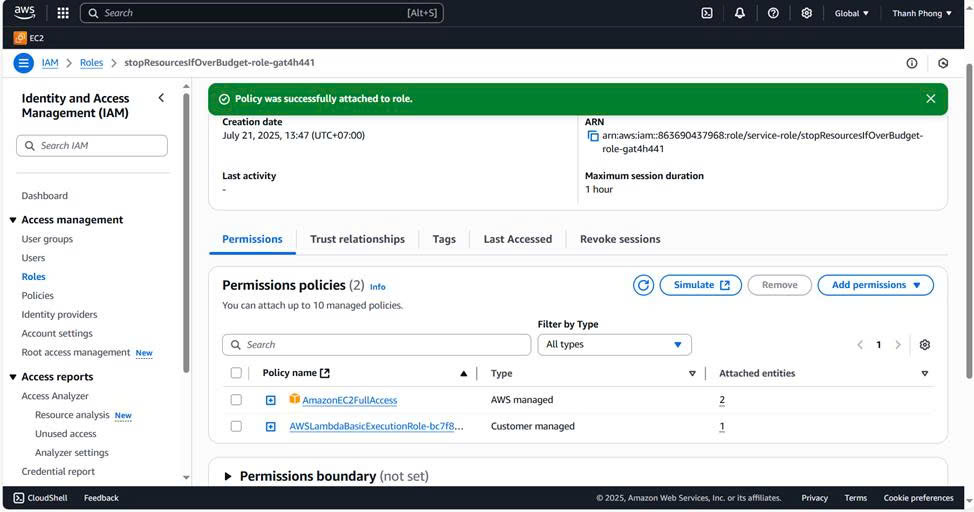 aws
Search [Alt+S] Global Thanh Phong
EC2
IAM > Roles > stopResourcesIfOverBudget-role-gat4h441
Identity and Access
Management (IAM)
Search IAM
Dashboard
Access management
User groups
Users
Roles
Policies
Identity providers
Account settings
Root access management New
Access reports
Access Analyzer
Resource analysis New
Unused access
Analyzer settings
Credential report
Policy was successfully attached to role.
Creation date
July 21, 2025, 13:47 (UTC+07:00)
ARN
arn:aws:iam::863690437968:role/service-role/stopResourcesIfOverBudget-
role-gat4h441
Last activity
-
Maximum session duration
1 hour
Permissions Trust relationships Tags Last Accessed Revoke sessions
Permissions policies (2) Info
Simulate Remove Add permissions
You can attach up to 10 managed policies.
Filter by Type
Search All types 1
Policy name Type Attached entities
AmazonEC2FullAccess AWS managed 2
AWSLambdaBasicExecutionRole-bc7f8... Customer managed 1
Permissions boundary (not set)
CloudShell Feedback © 2025, Amazon Web Services, Inc. or its affiliates. Privacy Terms Cookie preferences